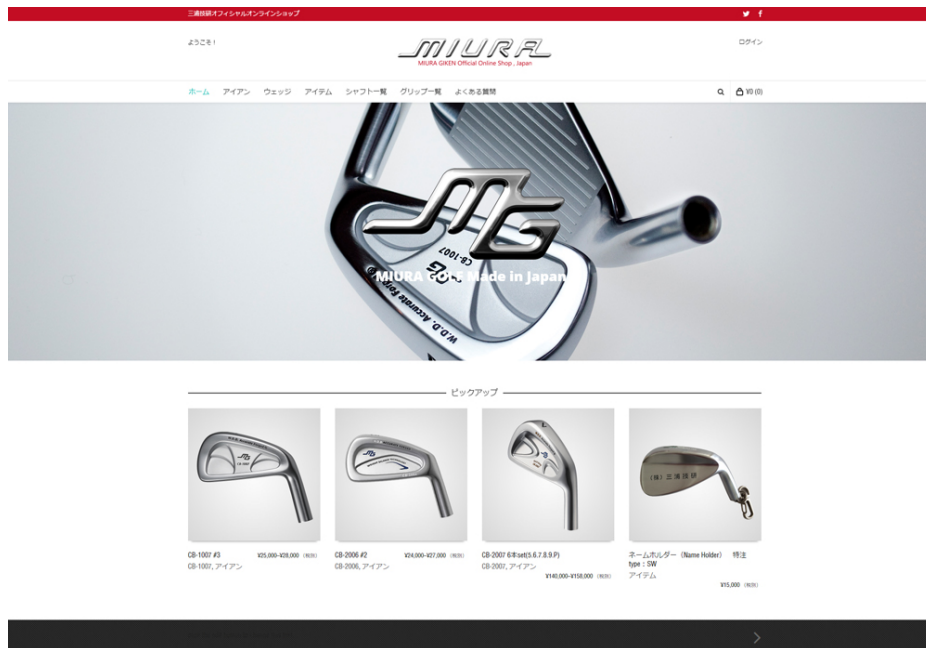 三浦技研オフィシャルオンラインショップ
ようこそ！
MIURA
MIURA GIKEN Official Online Shop , Japan
ログイン
ホーム アイアン ウェッジ アイテム シャフト一覧 グリップ一覧 よくある質問
¥0 (0)
MG
CB-1007
MG
MIURA GOLF Made in Japan
W.D.D. Accurate Forg
ピックアップ
MG
CB-1007
MG
(株)三浦技研
CB-1007 #3 ¥25,000-¥28,000 (税別)
CB-1007, アイアン
CB-2006 #2 ¥24,000-¥27,000 (税別)
CB-2006, アイアン
CB-2007 6本set(5.6.7.8.9.P)
CB-2007, アイアン
¥140,000-¥158,000 (税別)
ネームホルダー（Name Holder） 特注
type：SW
アイテム
¥15,000 (税別)